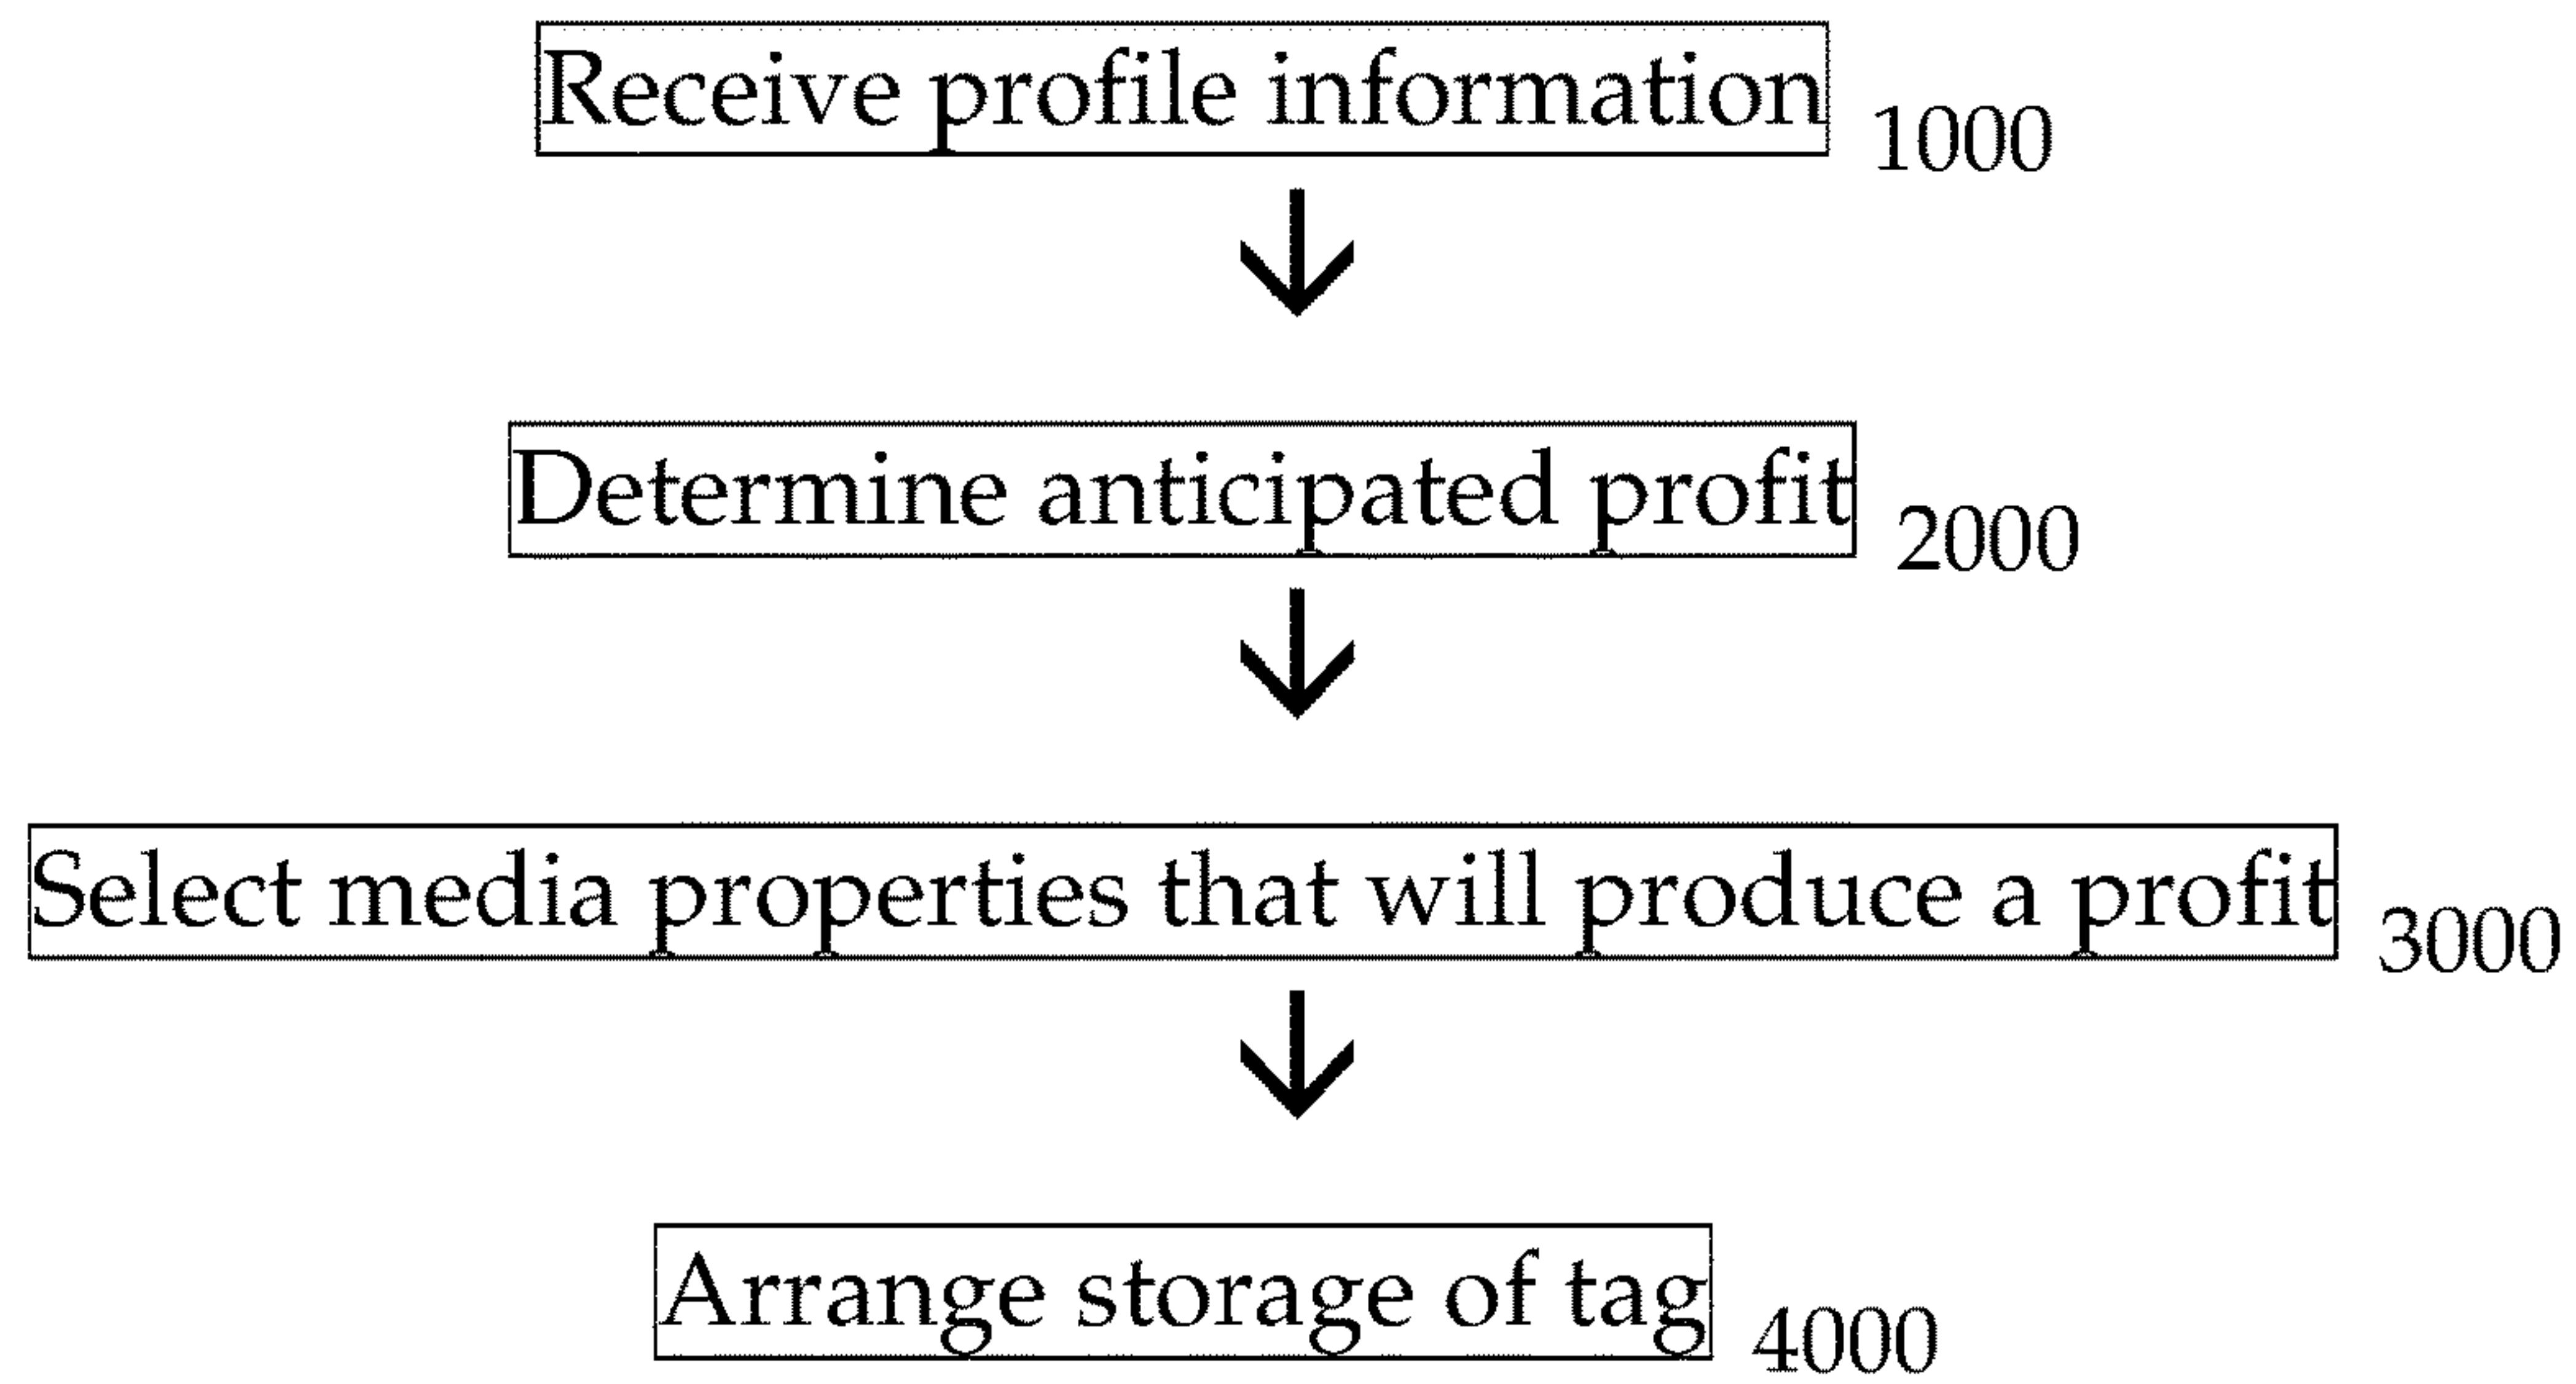 Receive profile information 1000
Determine anticipated profit 2000
Select media properties that will produce a profit 3000
Arrange storage of tag 4000